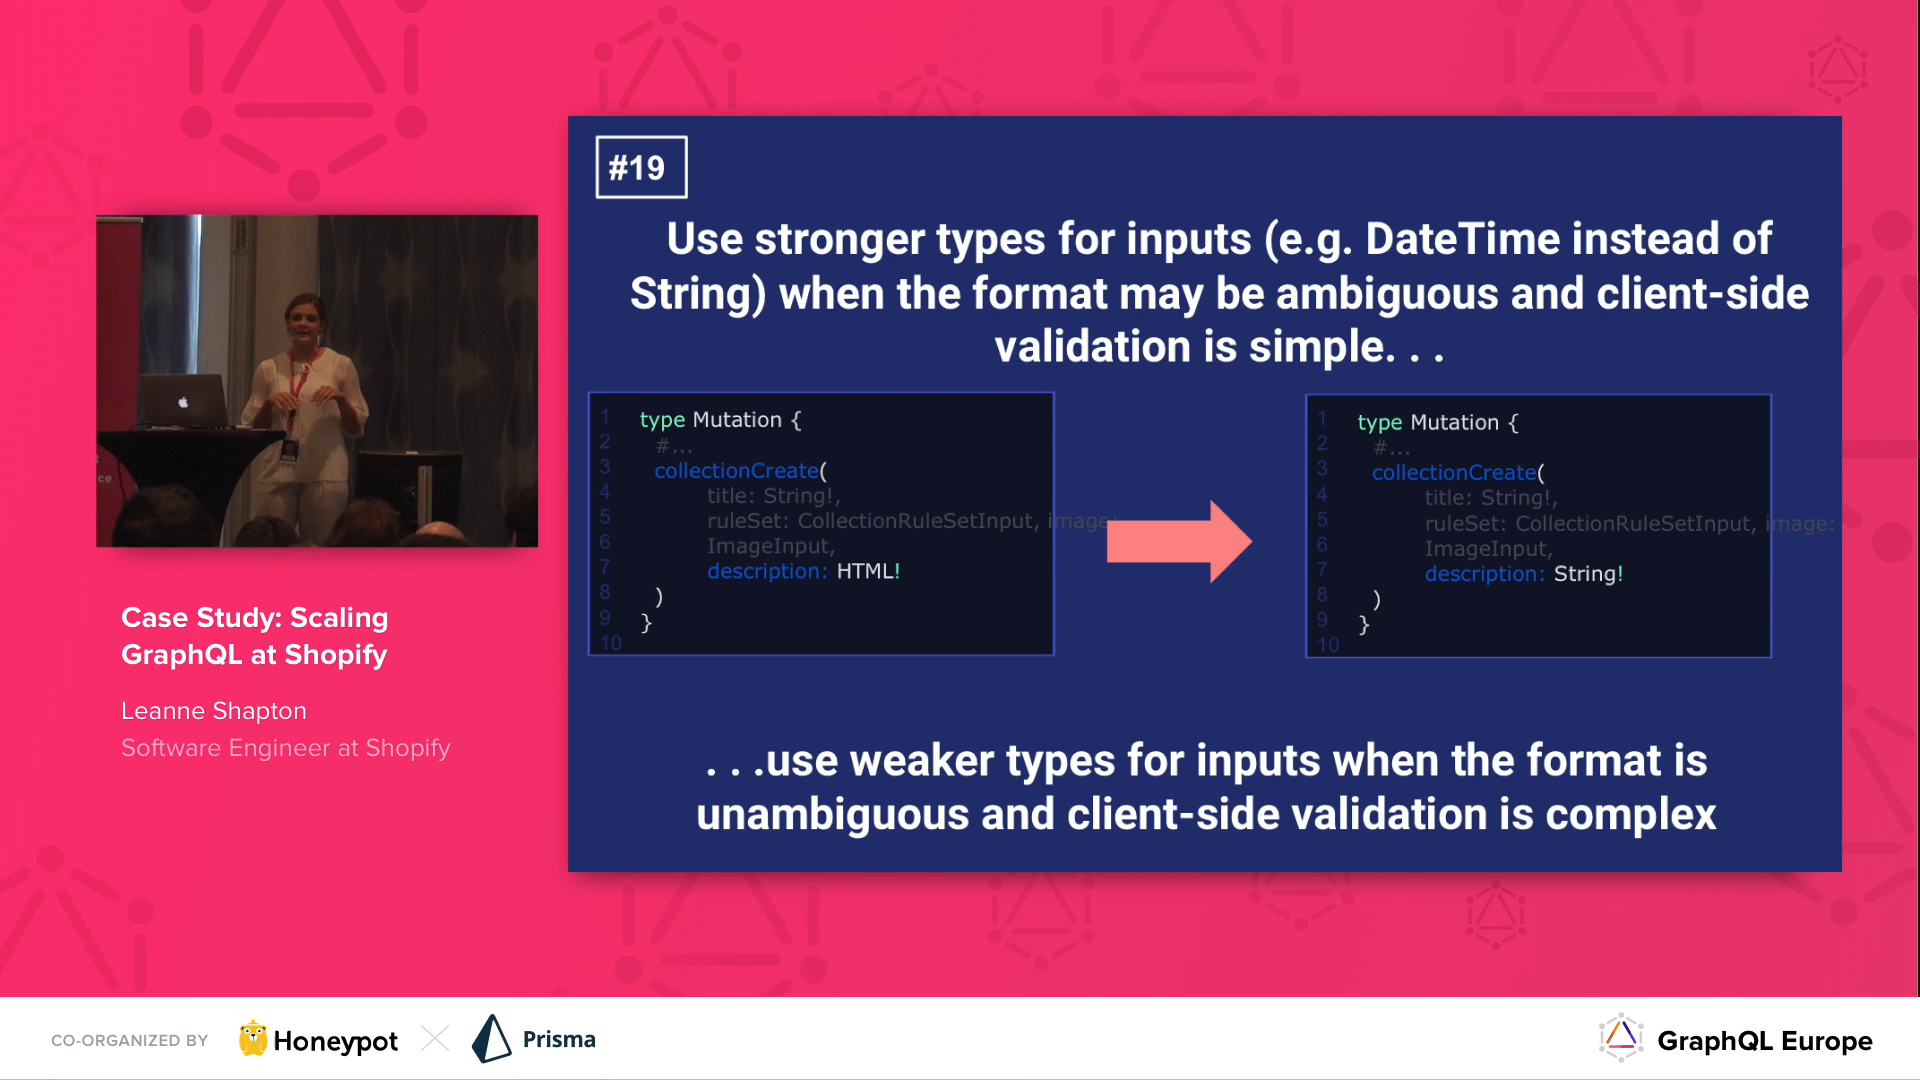 #19
Use stronger types for inputs (e.g. DateTime instead of
String) when the format may be ambiguous and client-side
validation is simple. . .
1 type Mutation {
2 #...
3 collectionCreate(
4 title: String!,
5 ruleSet: CollectionRuleSetInput, image:
6 ImageInput,
7 description: HTML!
8 )
9 }
10
1 type Mutation {
2 #...
3 collectionCreate(
4 title: String!,
5 ruleSet: CollectionRuleSetInput, image:
6 ImageInput,
7 description: String!
8 )
9 }
10
. . .use weaker types for inputs when the format is
unambiguous and client-side validation is complex
Case Study: Scaling
GraphQL at Shopify
Leanne Shapton
Software Engineer at Shopify
CO-ORGANIZED BY
Honeypot
Prisma
GraphQL Europe